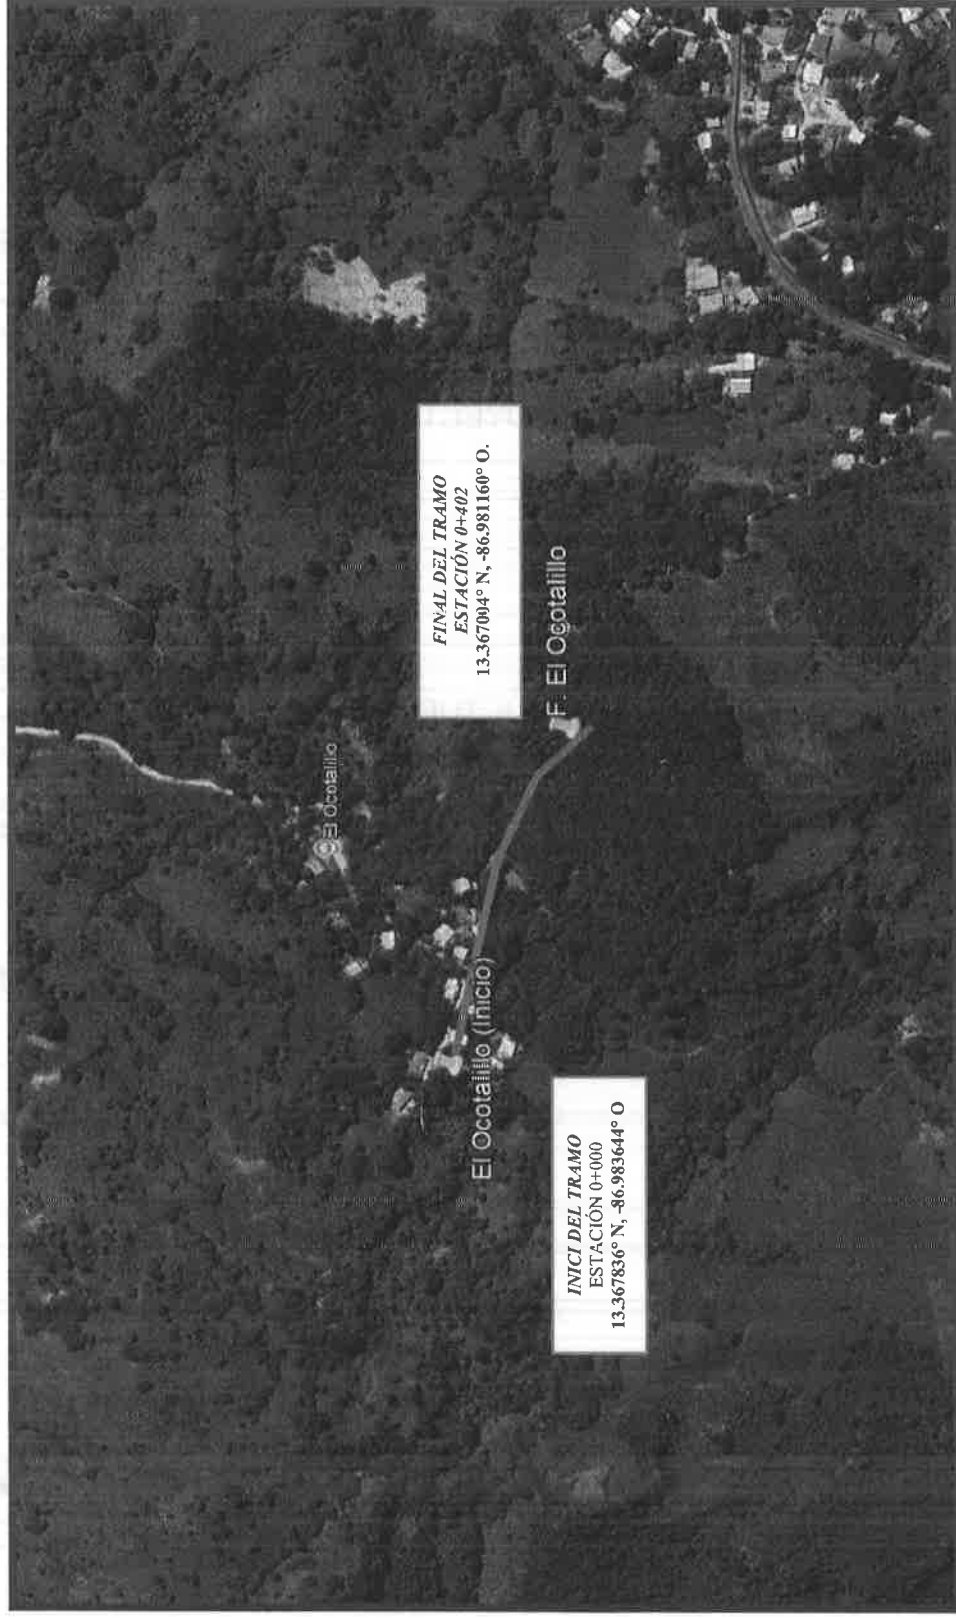 El Ocotalillo
FINAL DEL TRAMO
ESTACIÓN 0+402
13.367004° N, -86.981160° O.
F. El Ocotalillo
El Ocotalillo (Inicio)
INICI DEL TRAMO
ESTACIÓN 0+000
13.367836° N, -86.983644° O